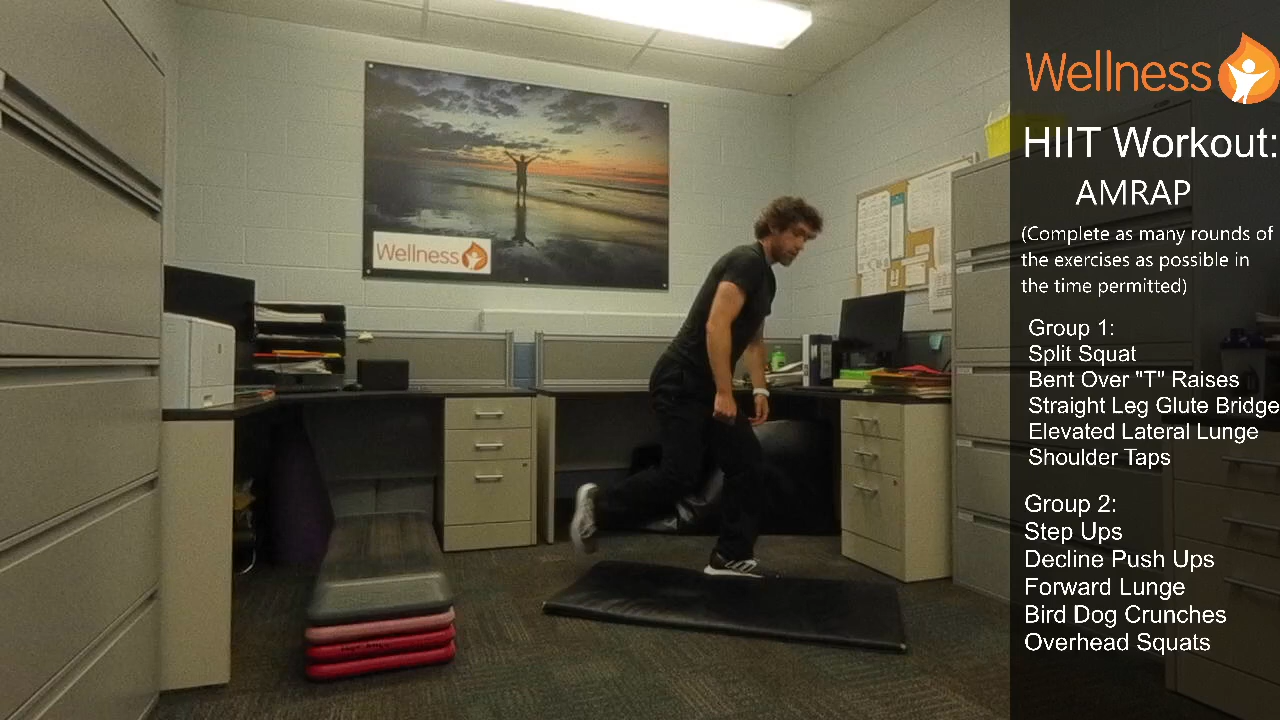 Wellness
Wellness
HIIT Workout:
AMRAP
(Complete as many rounds of
the exercises as possible in
the time permitted)
Group 1:
Split Squat
Bent Over "T" Raises
Straight Leg Glute Bridge
Elevated Lateral Lunge
Shoulder Taps
Group 2:
Step Ups
Decline Push Ups
Forward Lunge
Bird Dog Crunches
Overhead Squats